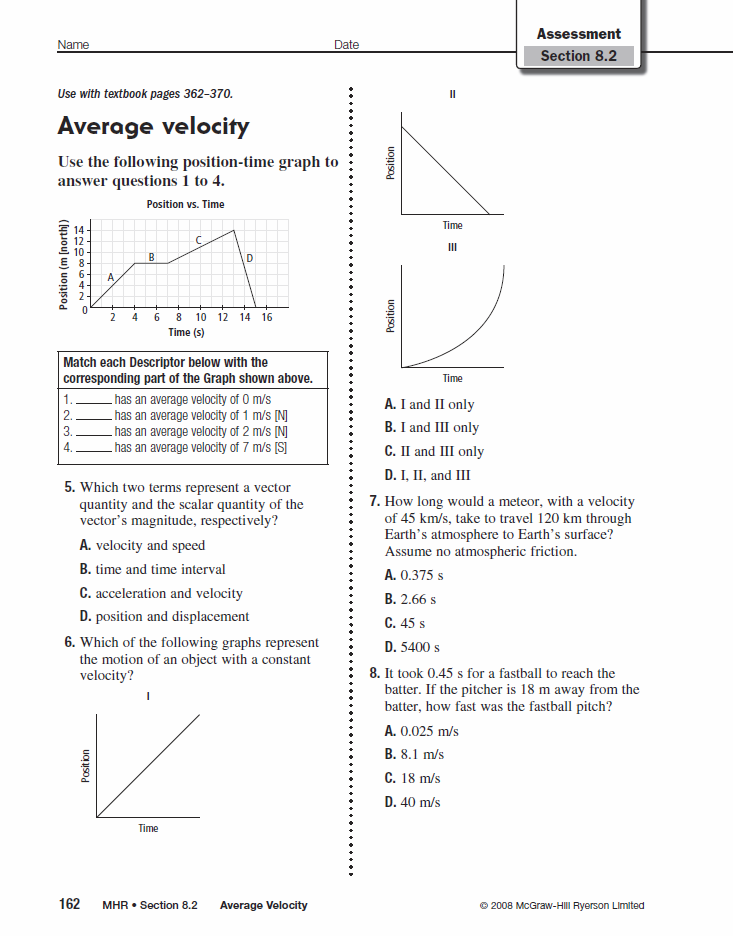 Name
Date
Assessment
Section 8.2
Use with textbook pages 362–370.
Average velocity
Use the following position-time graph to
answer questions 1 to 4.
Position vs. Time
Position (m [north])
14
12
10
8
6
4
2
0
A
B
C
D
2 4 6 8 10 12 14 16
Time (s)
Match each Descriptor below with the
corresponding part of the Graph shown above.
1. ______ has an average velocity of 0 m/s
2. ______ has an average velocity of 1 m/s [N]
3. ______ has an average velocity of 2 m/s [N]
4. ______ has an average velocity of 7 m/s [S]
5. Which two terms represent a vector
quantity and the scalar quantity of the
vector's magnitude, respectively?
A. velocity and speed
B. time and time interval
C. acceleration and velocity
D. position and displacement
6. Which of the following graphs represent
the motion of an object with a constant
velocity?
I
Position
Time
II
Position
Time
III
Position
Time
A. I and II only
B. I and III only
C. II and III only
D. I, II, and III
7. How long would a meteor, with a velocity
of 45 km/s, take to travel 120 km through
Earth's atmosphere to Earth's surface?
Assume no atmospheric friction.
A. 0.375 s
B. 2.66 s
C. 45 s
D. 5400 s
8. It took 0.45 s for a fastball to reach the
batter. If the pitcher is 18 m away from the
batter, how fast was the fastball pitch?
A. 0.025 m/s
B. 8.1 m/s
C. 18 m/s
D. 40 m/s
162 MHR • Section 8.2 Average Velocity
© 2008 McGraw-Hill Ryerson Limited